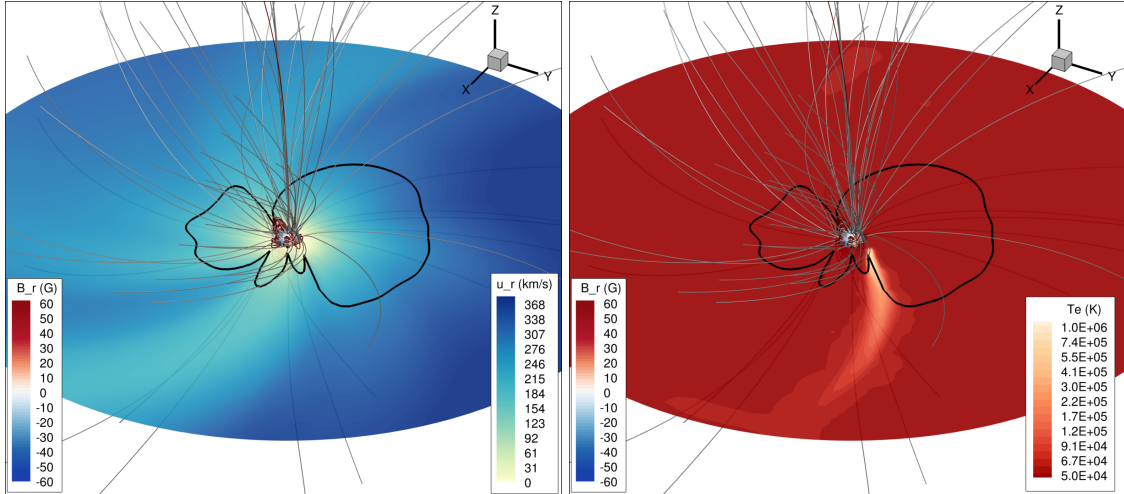 Z
X
Y
B_r (G)
60
50
40
30
20
10
0
-10
-20
-30
-40
-50
-60
u_r (km/s)
368
338
307
276
246
215
184
154
123
92
61
31
0
Z
X
Y
B_r (G)
60
50
40
30
20
10
0
-10
-20
-30
-40
-50
-60
Te (K)
1.0E+06
7.4E+05
5.5E+05
4.1E+05
3.0E+05
2.2E+05
1.7E+05
1.2E+05
9.1E+04
6.7E+04
5.0E+04